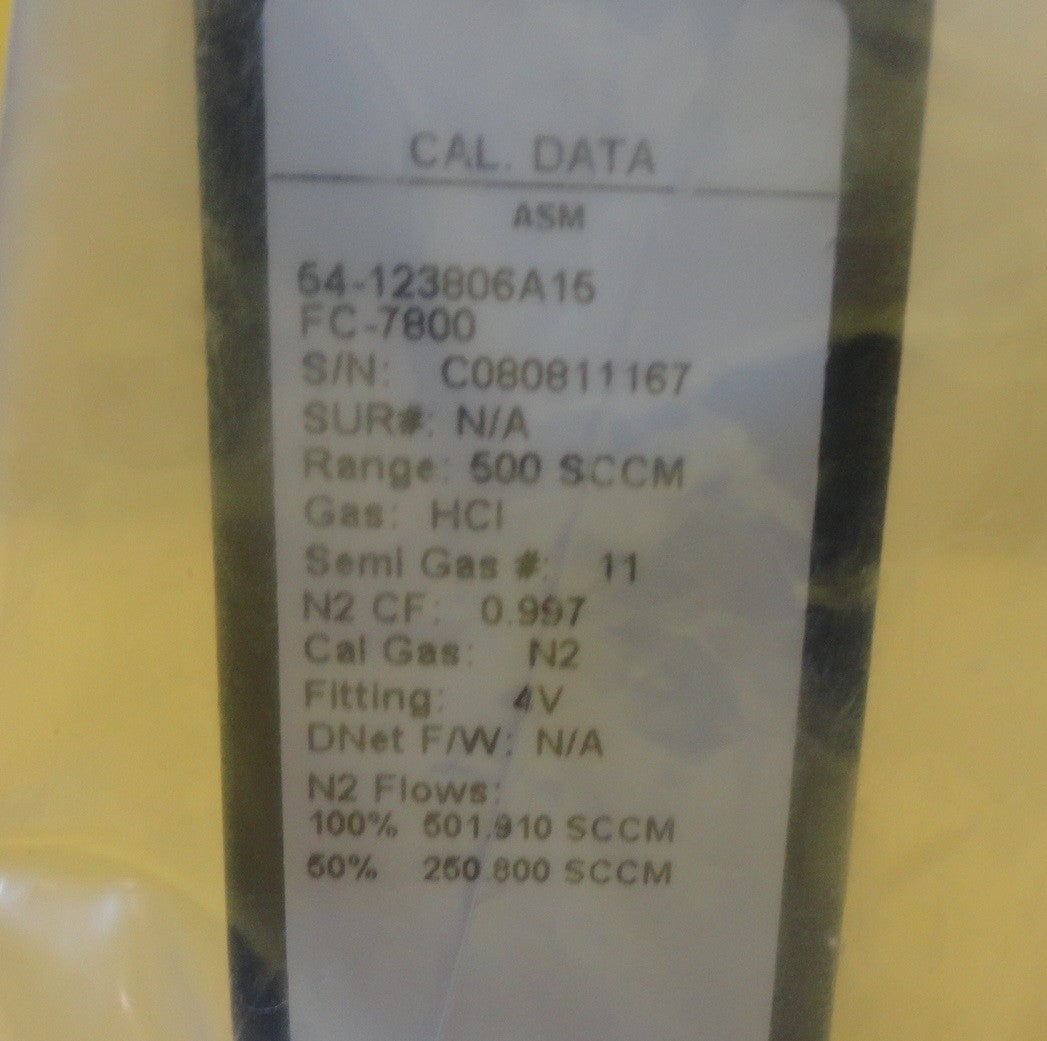 CAL. DATA
ASM
54-123806A15
FC-7800
S/N: C080811167
SUR#: N/A
Range: 500 SCCM
Gas: HCl
Semi Gas #: 11
N2 CF: 0.997
Cal Gas: N2
Fitting: 4V
DNet F/W: N/A
N2 Flows:
100% 501.910 SCCM
50% 250.800 SCCM